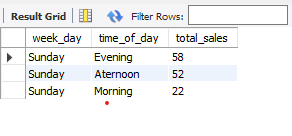 Result Grid Filter Rows:
week_day time_of_day total_sales
Sunday Evening 58
Sunday Aternoon 52
Sunday Morning 22